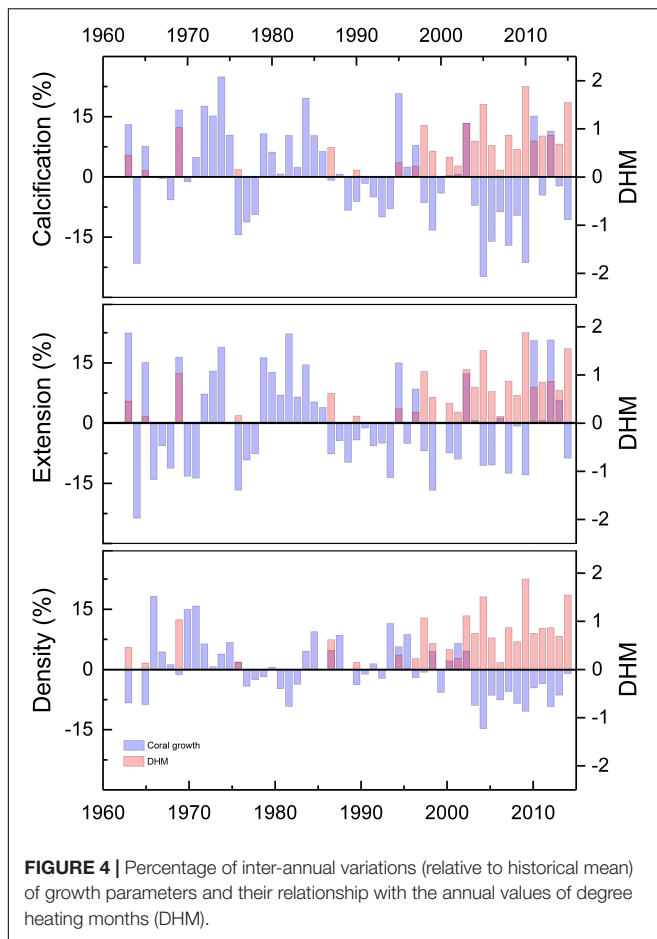 1960 1970 1980 1990 2000 2010
Calcification (%)
15
0
-15
2
1
0
-1
-2
DHM
Extension (%)
15
0
-15
2
1
0
-1
-2
DHM
Density (%)
15
0
-15
2
1
0
-1
-2
DHM
Coral growth
DHM
1960 1970 1980 1990 2000 2010
FIGURE 4 | Percentage of inter-annual variations (relative to historical mean)
of growth parameters and their relationship with the annual values of degree
heating months (DHM).